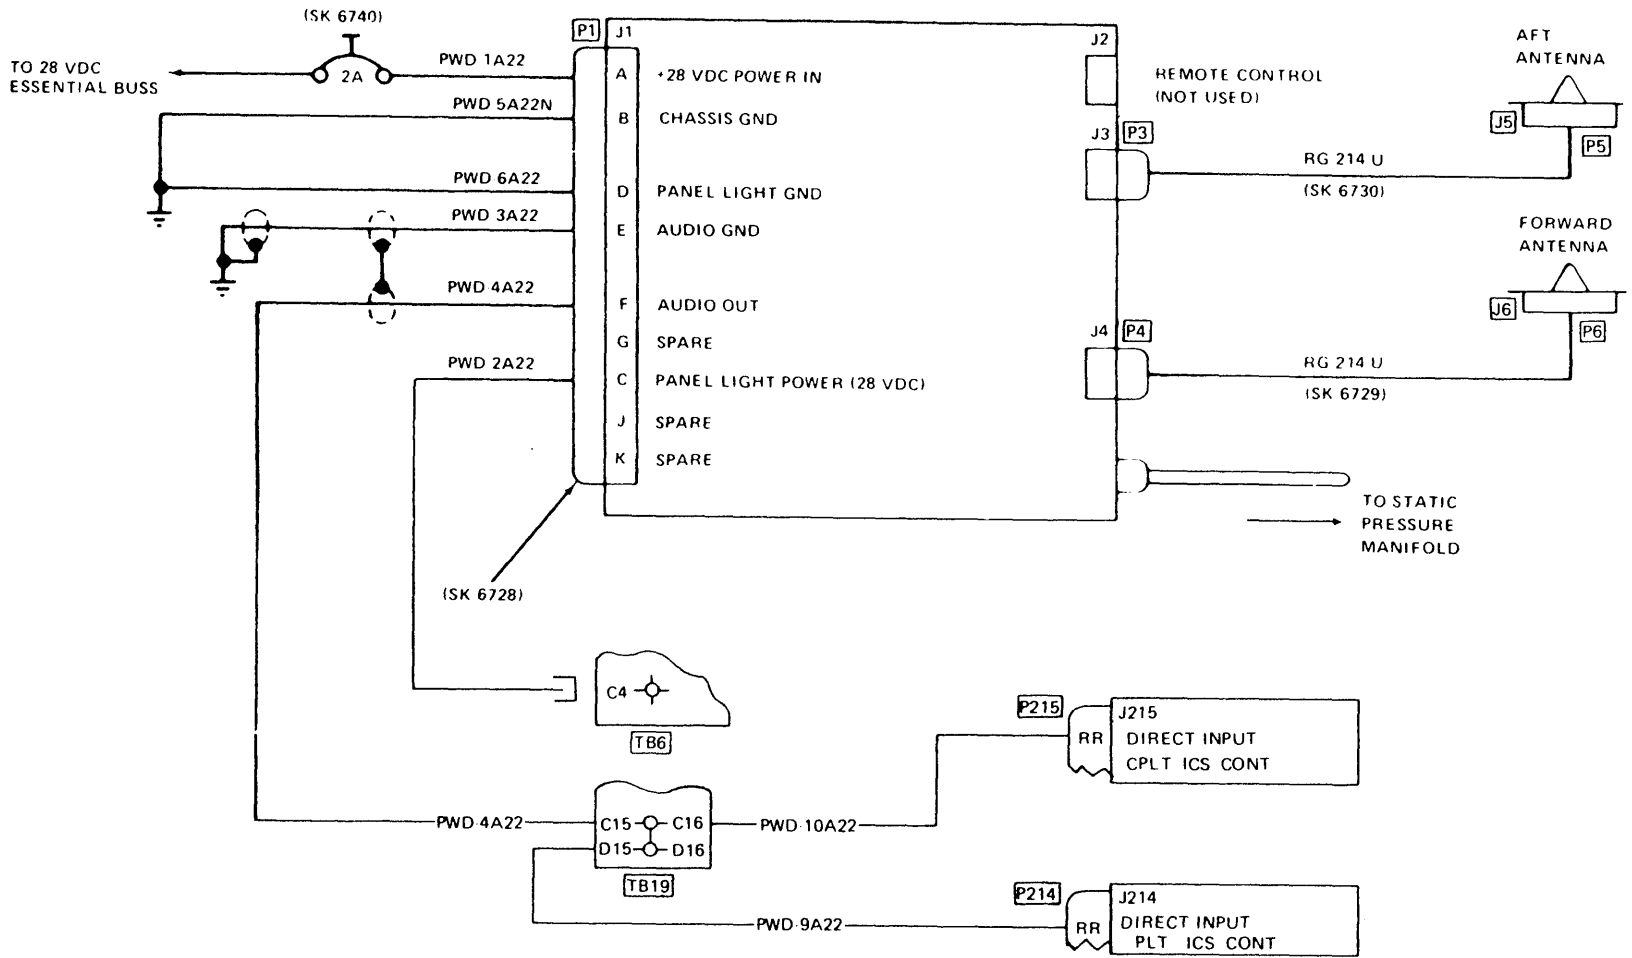 (SK 6740)
TO 28 VDC
ESSENTIAL BUSS
2A
PWD 1A22
PWD 5A22N
PWD 6A22
PWD 3A22
PWD 4A22
PWD 2A22
P1
J1
A +28 VDC POWER IN
B CHASSIS GND
D PANEL LIGHT GND
E AUDIO GND
F AUDIO OUT
G SPARE
C PANEL LIGHT POWER (28 VDC)
J SPARE
K SPARE
(SK 6728)
J2
REMOTE CONTROL
(NOT USED)
J3
P3
RG 214 U
(SK 6730)
AFT
ANTENNA
J5
P5
FORWARD
ANTENNA
J6
P6
J4
P4
RG 214 U
(SK 6729)
TO STATIC
PRESSURE
MANIFOLD
C4
TB6
PWD 4A22
C15 C16
D15 D16
TB19
PWD 10A22
PWD-9A22
P215
J215
RR
DIRECT INPUT
CPLT ICS CONT
P214
J214
RR
DIRECT INPUT
PLT ICS CONT